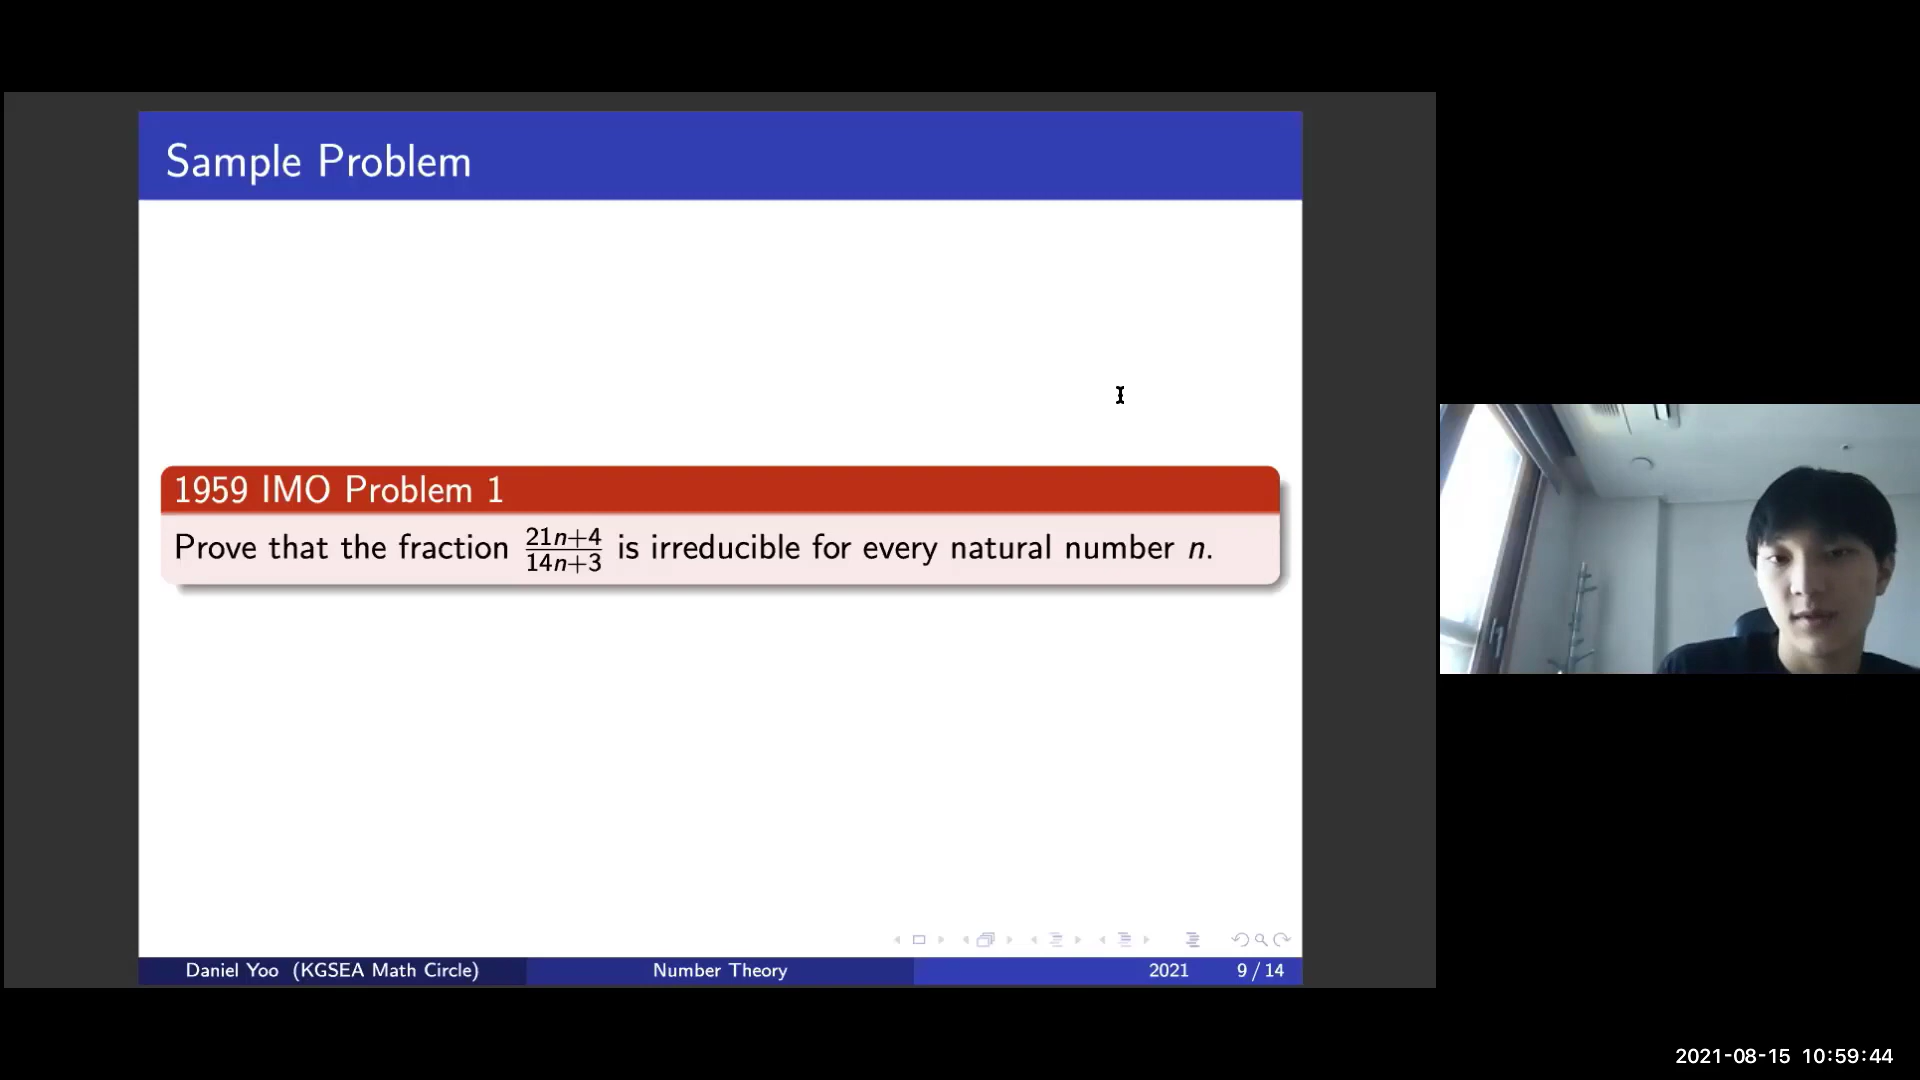 Sample Problem
1959 IMO Problem 1
Prove that the fraction \frac{21n+4}{14n+3} is irreducible for every natural number n.
Daniel Yoo (KGSEA Math Circle) Number Theory 2021 9 / 14
2021-08-15 10:59:44